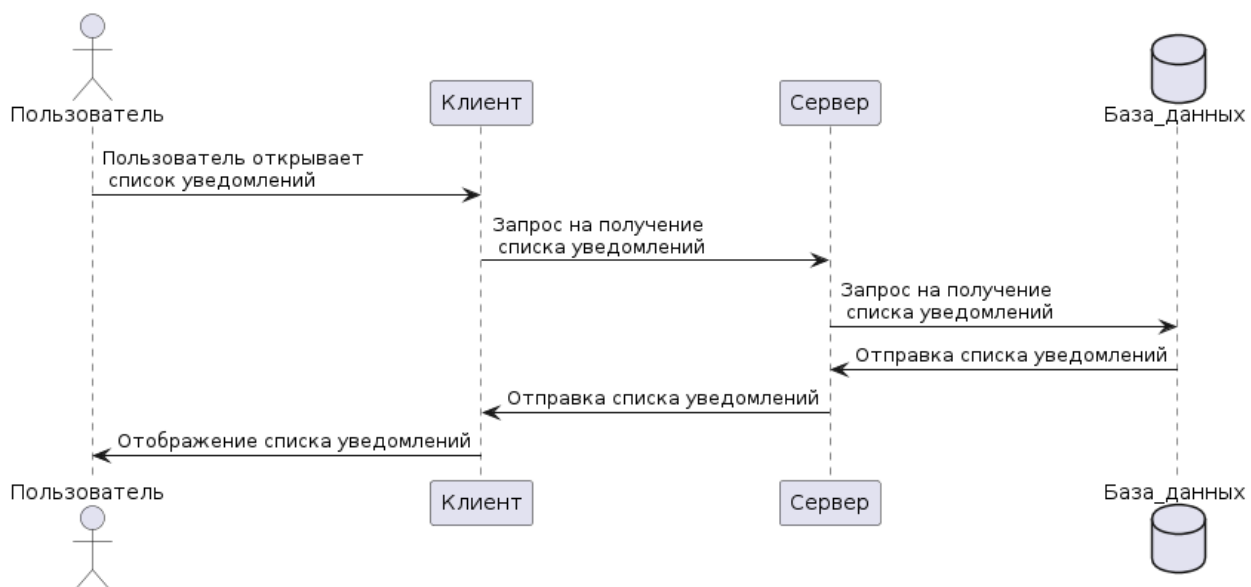 Пользователь
Клиент
Сервер
База_данных
Пользователь открывает
список уведомлений
Запрос на получение
списка уведомлений
Запрос на получение
списка уведомлений
Отправка списка уведомлений
Отправка списка уведомлений
Отображение списка уведомлений
Пользователь
Клиент
Сервер
База_данных